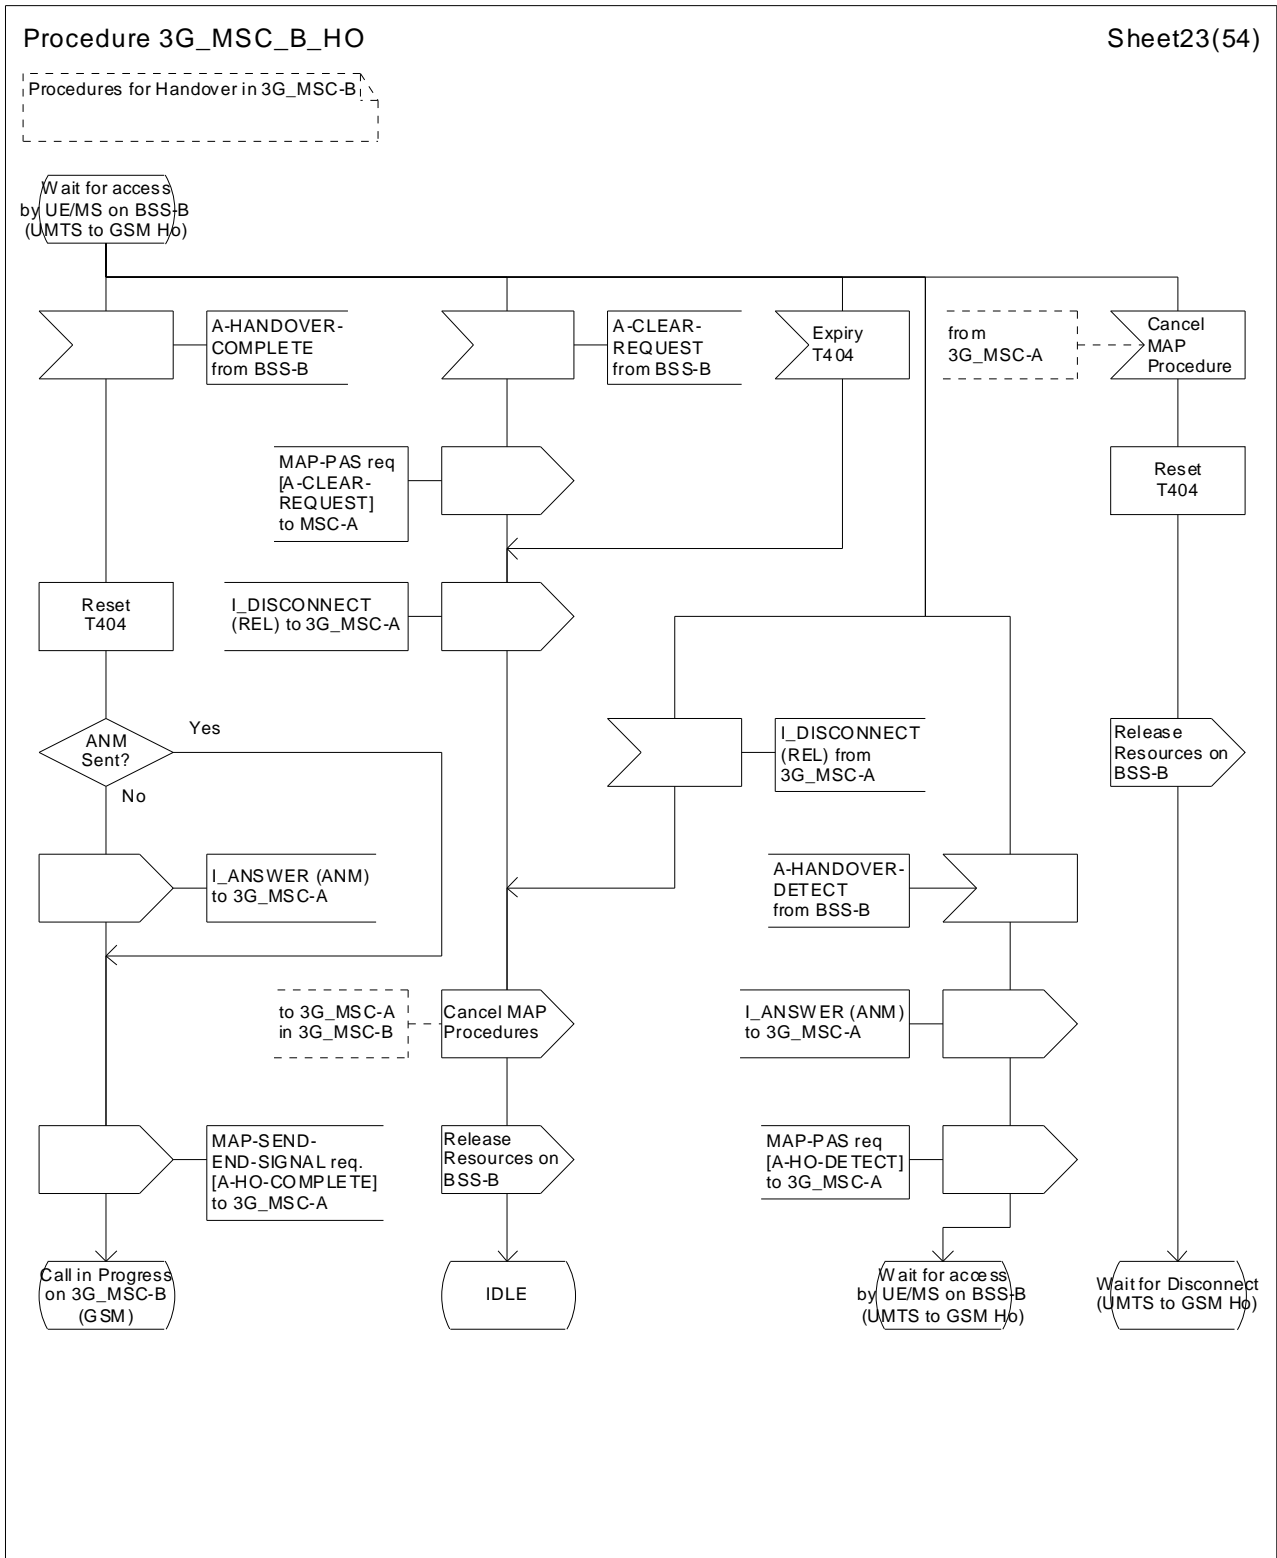 Procedure 3G_MSC_B_HO
Sheet23(54)
Procedures for Handover in 3G_MSC-B
Wait for access
by UE/MS on BSS-B
(UMTS to GSM Ho)
A-HANDOVER-
COMPLETE
from BSS-B
A-CLEAR-
REQUEST
from BSS-B
Expiry
T404
from
3G_MSC-A
Cancel
MAP
Procedure
MAP-PAS req
[A-CLEAR-
REQUEST]
to MSC-A
Reset
T404
Reset
T404
I_DISCONNECT
(REL) to 3G_MSC-A
ANM
Sent?
Yes
No
I_DISCONNECT
(REL) from
3G_MSC-A
Release
Resources on
BSS-B
I_ANSWER (ANM)
to 3G_MSC-A
A-HANDOVER-
DETECT
from BSS-B
to 3G_MSC-A
in 3G_MSC-B
Cancel MAP
Procedures
I_ANSWER (ANM)
to 3G_MSC-A
MAP-SEND-
END-SIGNAL req.
[A-HO-COMPLETE]
to 3G_MSC-A
Release
Resources on
BSS-B
MAP-PAS req
[A-HO-DETECT]
to 3G_MSC-A
Call in Progress
on 3G_MSC-B
(GSM)
IDLE
Wait for access
by UE/MS on BSS-B
(UMTS to GSM Ho)
Wait for Disconnect
(UMTS to GSM Ho)